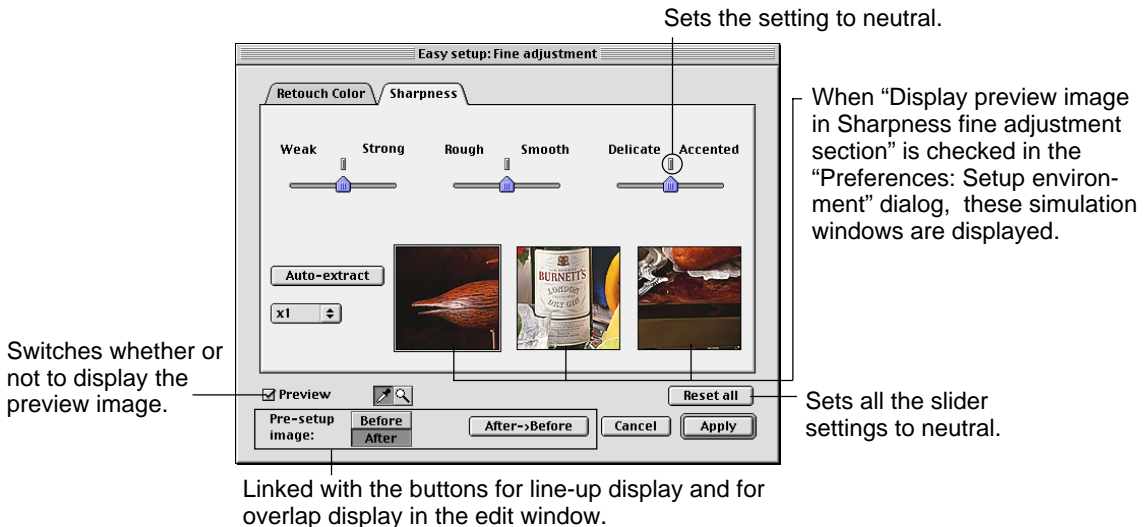 Sets the setting to neutral.
Easy setup: Fine adjustment
Retouch Color
Sharpness
Weak
Strong
Rough
Smooth
Delicate
Accented
When “Display preview image
in Sharpness fine adjustment
section” is checked in the
“Preferences: Setup environ-
ment” dialog,  these simulation
windows are displayed.
Auto-extract
x1
BURNETT'S
LONDON
DRY GIN
Switches whether or
not to display the
preview image.
Preview
Reset all
Sets all the slider
settings to neutral.
Pre-setup
image:
Before
After
After->Before
Cancel
Apply
Linked with the buttons for line-up display and for
overlap display in the edit window.